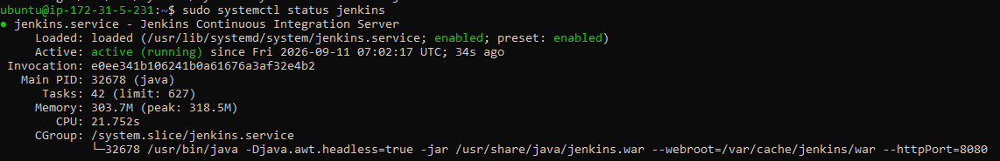 ubuntu@ip-172-31-5-231:~$ sudo systemctl status jenkins
● jenkins.service - Jenkins Continuous Integration Server
Loaded: loaded (/usr/lib/systemd/system/jenkins.service; enabled; preset: enabled)
Active: active (running) since Fri 2026-09-11 07:02:17 UTC; 34s ago
Invocation: e0ee341b106241b0a61676a3af32e4b2
Main PID: 32678 (java)
Tasks: 42 (limit: 627)
Memory: 303.7M (peak: 318.5M)
CPU: 21.752s
CGroup: /system.slice/jenkins.service
└─32678 /usr/bin/java -Djava.awt.headless=true -jar /usr/share/java/jenkins.war --webroot=/var/cache/jenkins/war --httpPort=8080